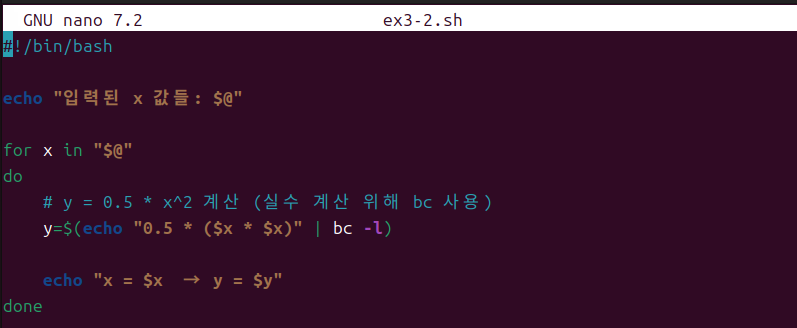 GNU nano 7.2 ex3-2.sh
#!/bin/bash
echo "입력된 x 값들: $@"
for x in "$@"
do
# y = 0.5 * x^2 계산 (실수 계산 위해 bc 사용)
y=$(echo "0.5 * ($x * $x)" | bc -l)
echo "x = $x  → y = $y"
done